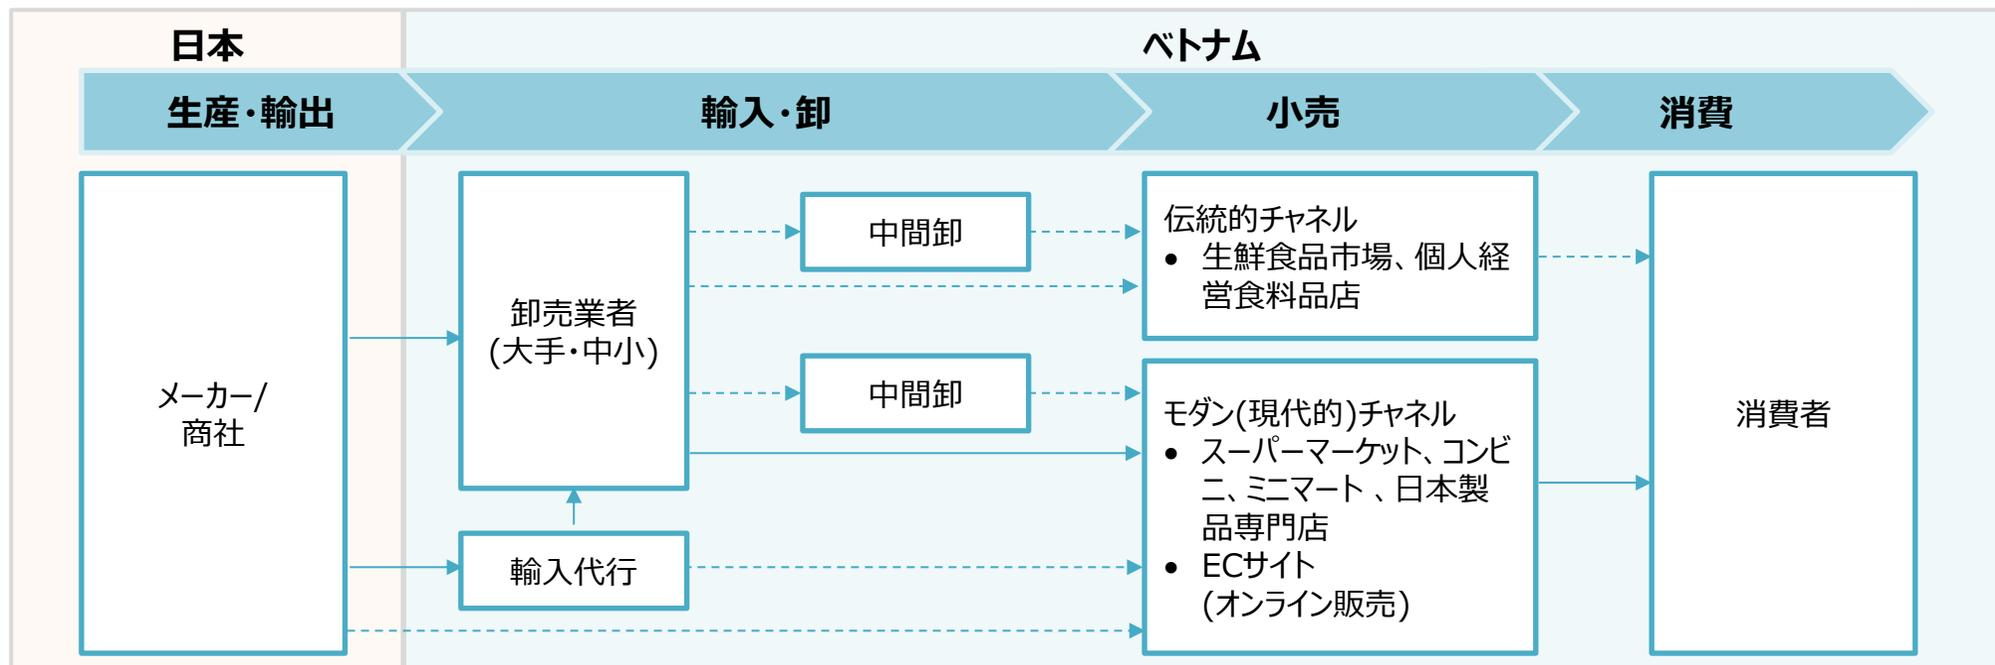 日本
ベトナム
生産・輸出
輸入・卸
小売
消費
メーカー/
商社
卸売業者
(大手・中小)
輸入代行
中間卸
中間卸
伝統的チャネル
• 生鮮食品市場、個人経
営食料品店
モダン(現代的)チャネル
• スーパーマーケット、コンビ
ニ、ミニマート 、日本製
品専門店
• ECサイト
(オンライン販売)
消費者